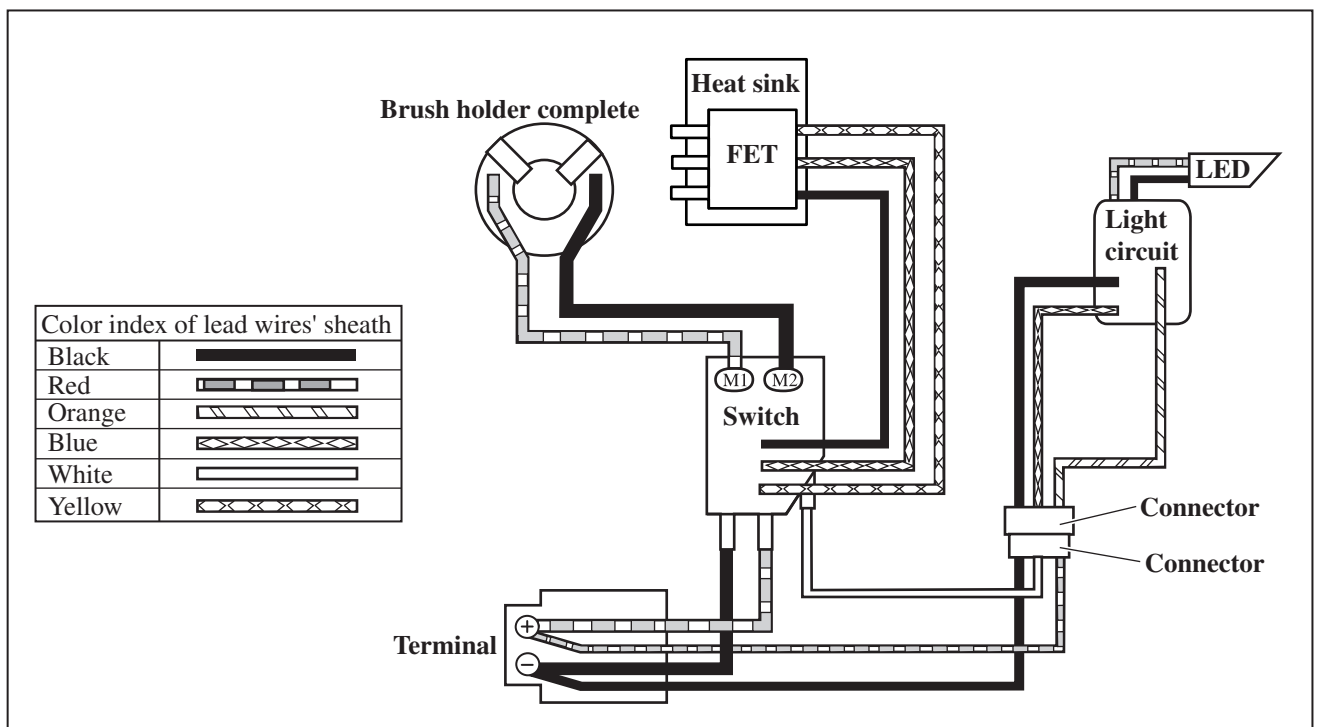 Heat sink
Brush holder complete
FET
LED
Light
circuit
Color index of lead wires' sheath
Black
Red
Orange
Blue
White
Yellow
M1 M2
Switch
Connector
Connector
Terminal
+
−